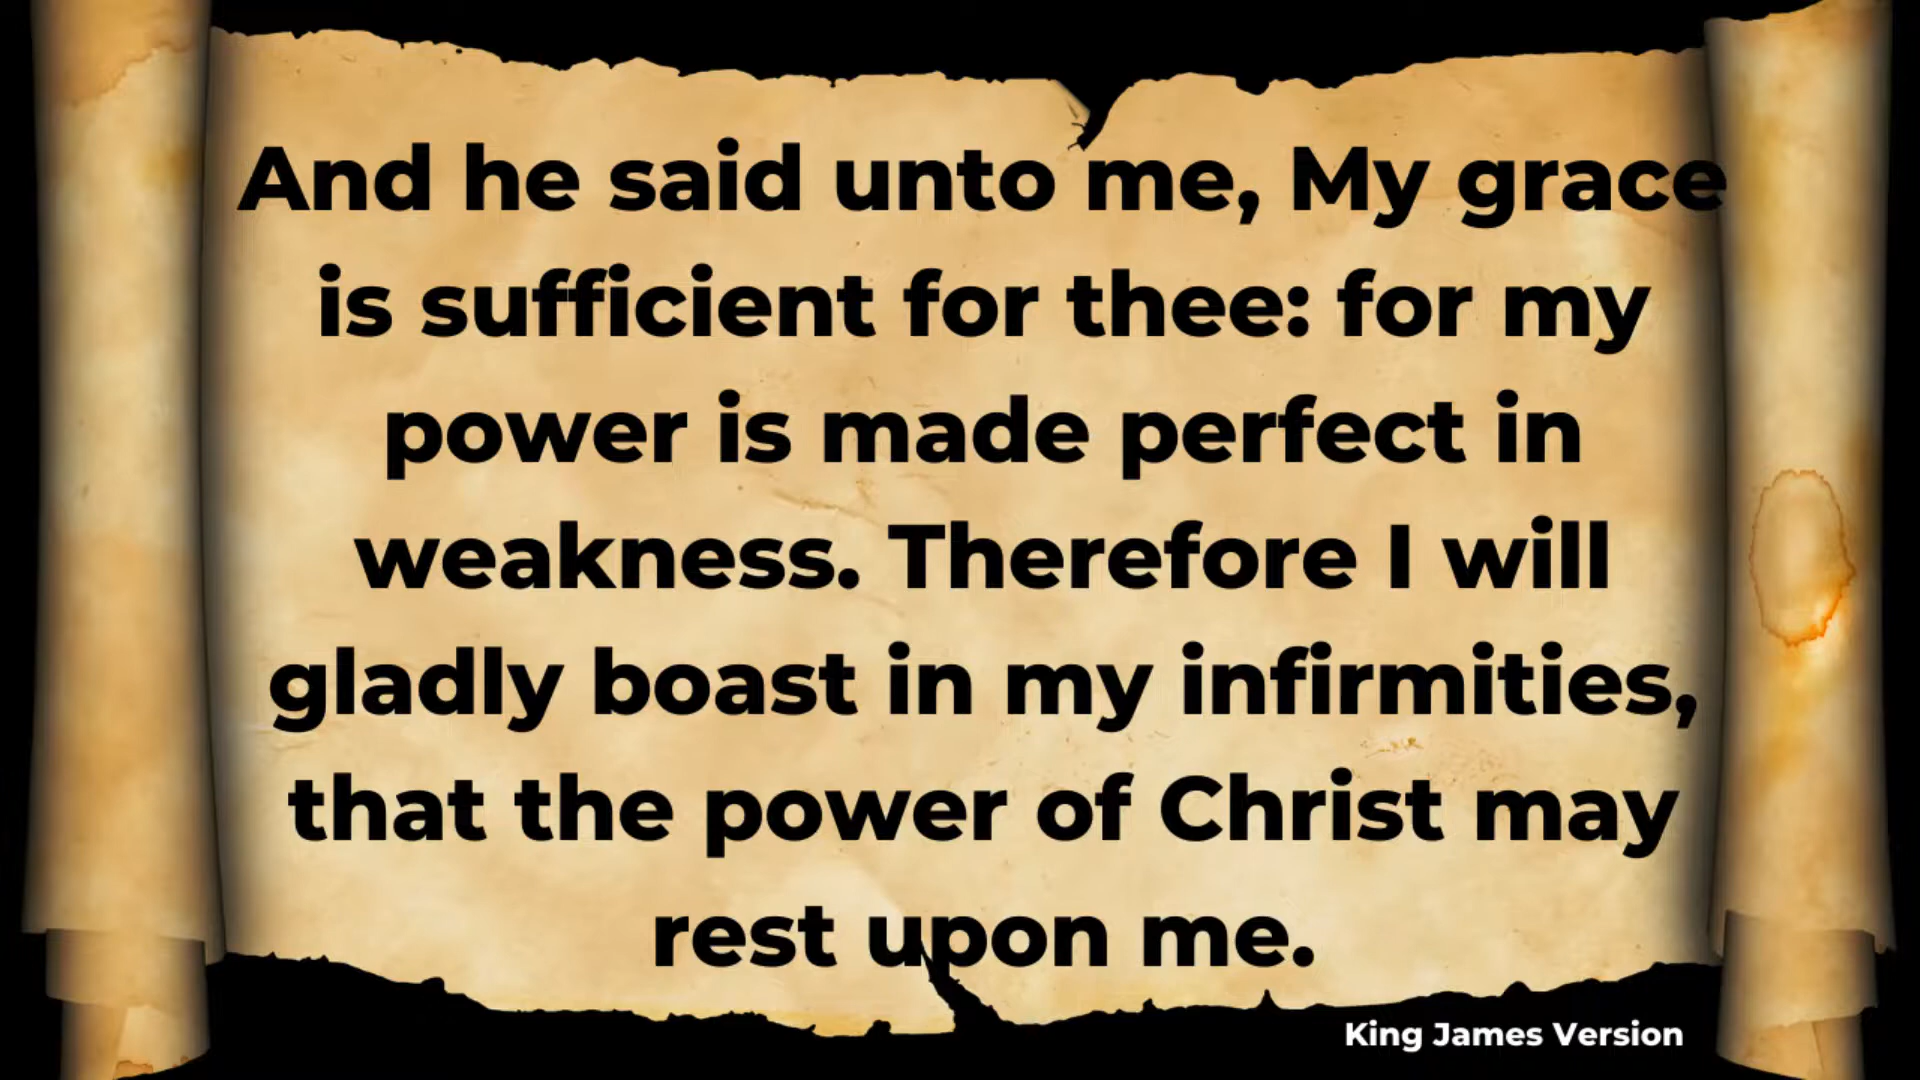 And he said unto me, My grace
is sufficient for thee: for my
power is made perfect in
weakness. Therefore I will
gladly boast in my infirmities,
that the power of Christ may
rest upon me.
King James Version